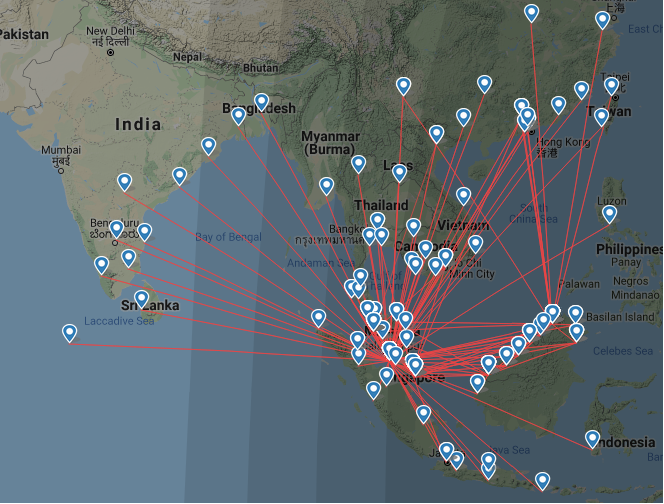 上海
East Ch
Pakistan
New Delhi
नई दिल्ली
Nepal
Bhutan
Taipei
Bangladesh
India
Taiwan
Myanmar
(Burma)
Mumbai
मुंबई
Laos
Hong Kong
香港
Thailand
Luzon
South
China Sea
Bengaluru
Vietnam
Bay of Bengal
กรุงเทพมหานคร
Cambodia
Philippines
Andaman Sea
Ho Chi
Minh City
Panay
Palawan
Negros
Mindanao
Sri Lanka
Laccadive Sea
Basilan Island
Celebes Sea
Singapore
Indonesia
Java Sea
Ban